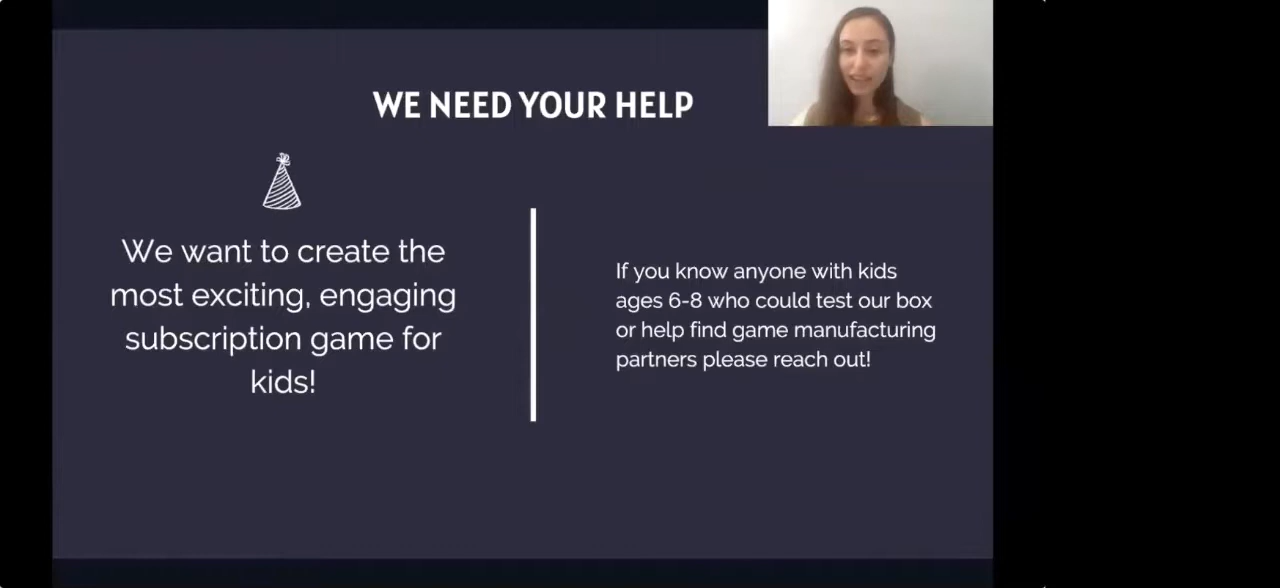 WE NEED YOUR HELP
We want to create the
most exciting, engaging
subscription game for
kids!
If you know anyone with kids
ages 6-8 who could test our box
or help find game manufacturing
partners please reach out!